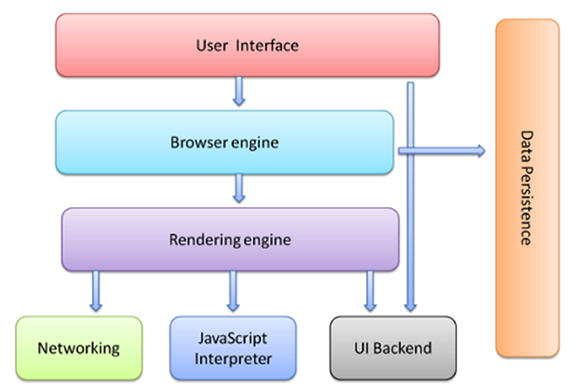 User Interface
Browser engine
Data Persistence
Rendering engine
Networking
JavaScript
Interpreter
UI Backend